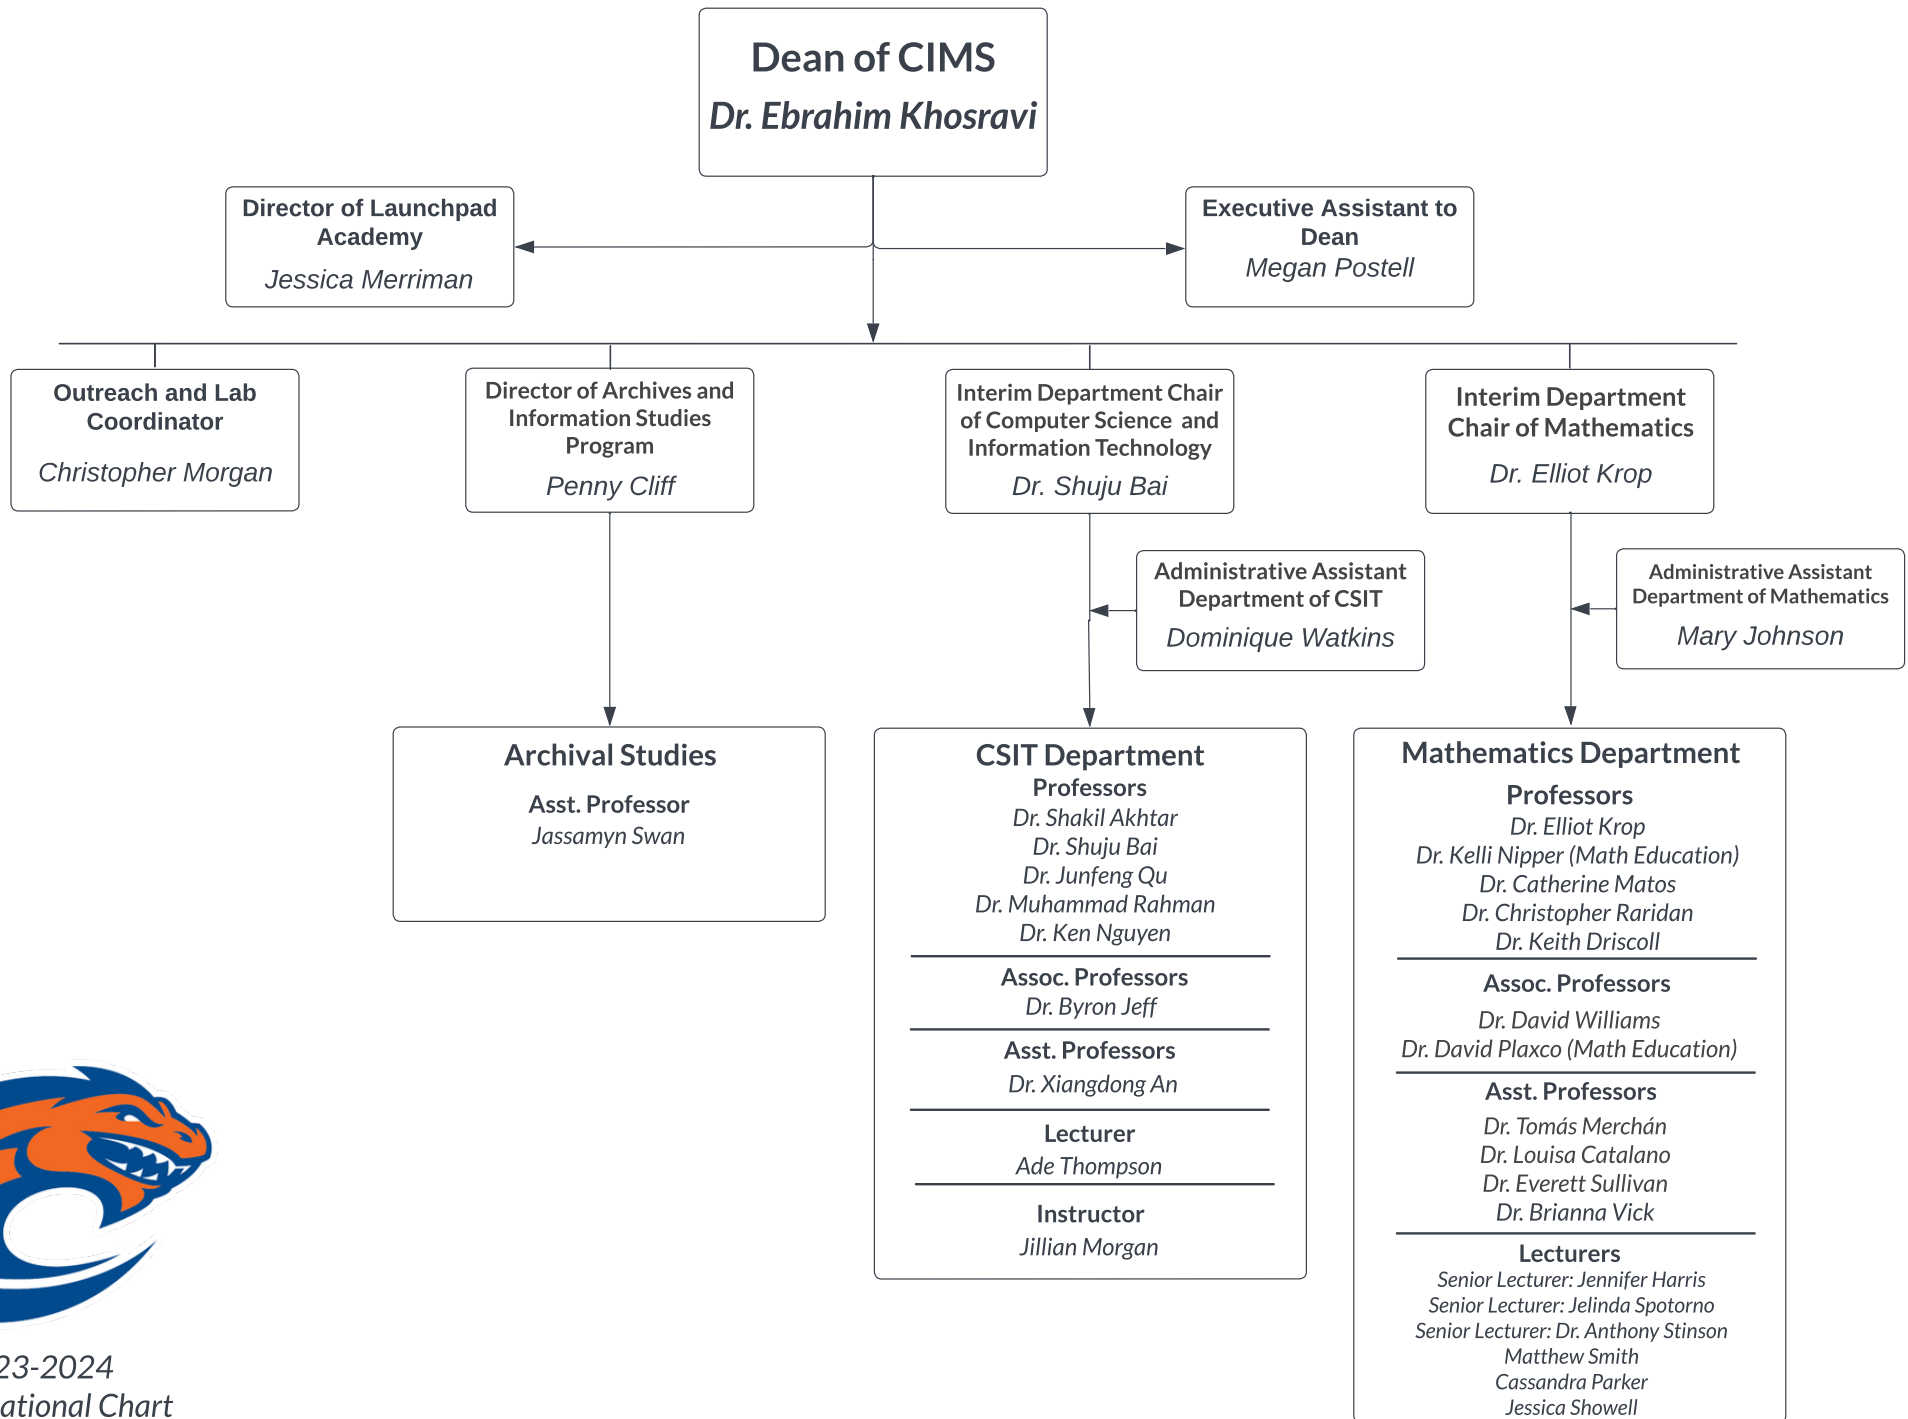 Dean of CIMS
Dr. Ebrahim Khosravi
Director of Launchpad
Academy
Jessica Merriman
Executive Assistant to
Dean
Megan Postell
Outreach and Lab
Coordinator
Christopher Morgan
Director of Archives and
Information Studies
Program
Penny Cliff
Interim Department Chair
of Computer Science and
Information Technology
Dr. Shuju Bai
Interim Department
Chair of Mathematics
Dr. Elliot Krop
Administrative Assistant
Department of CSIT
Dominique Watkins
Administrative Assistant
Department of Mathematics
Mary Johnson
Archival Studies
Asst. Professor
Jassamyn Swan
CSIT Department
Professors
Dr. Shakil Akhtar
Dr. Shuju Bai
Dr. Junfeng Qu
Dr. Muhammad Rahman
Dr. Ken Nguyen
Assoc. Professors
Dr. Byron Jeff
Asst. Professors
Dr. Xiangdong An
Lecturer
Ade Thompson
Instructor
Jillian Morgan
Mathematics Department
Professors
Dr. Elliot Krop
Dr. Kelli Nipper (Math Education)
Dr. Catherine Matos
Dr. Christopher Raridan
Dr. Keith Driscoll
Assoc. Professors
Dr. David Williams
Dr. David Plaxco (Math Education)
Asst. Professors
Dr. Tomás Merchán
Dr. Louisa Catalano
Dr. Everett Sullivan
Dr. Brianna Vick
Lecturers
Senior Lecturer: Jennifer Harris
Senior Lecturer: Jelinda Spotorno
Senior Lecturer: Dr. Anthony Stinson
Matthew Smith
Cassandra Parker
Jessica Showell
23-2024
ational Chart